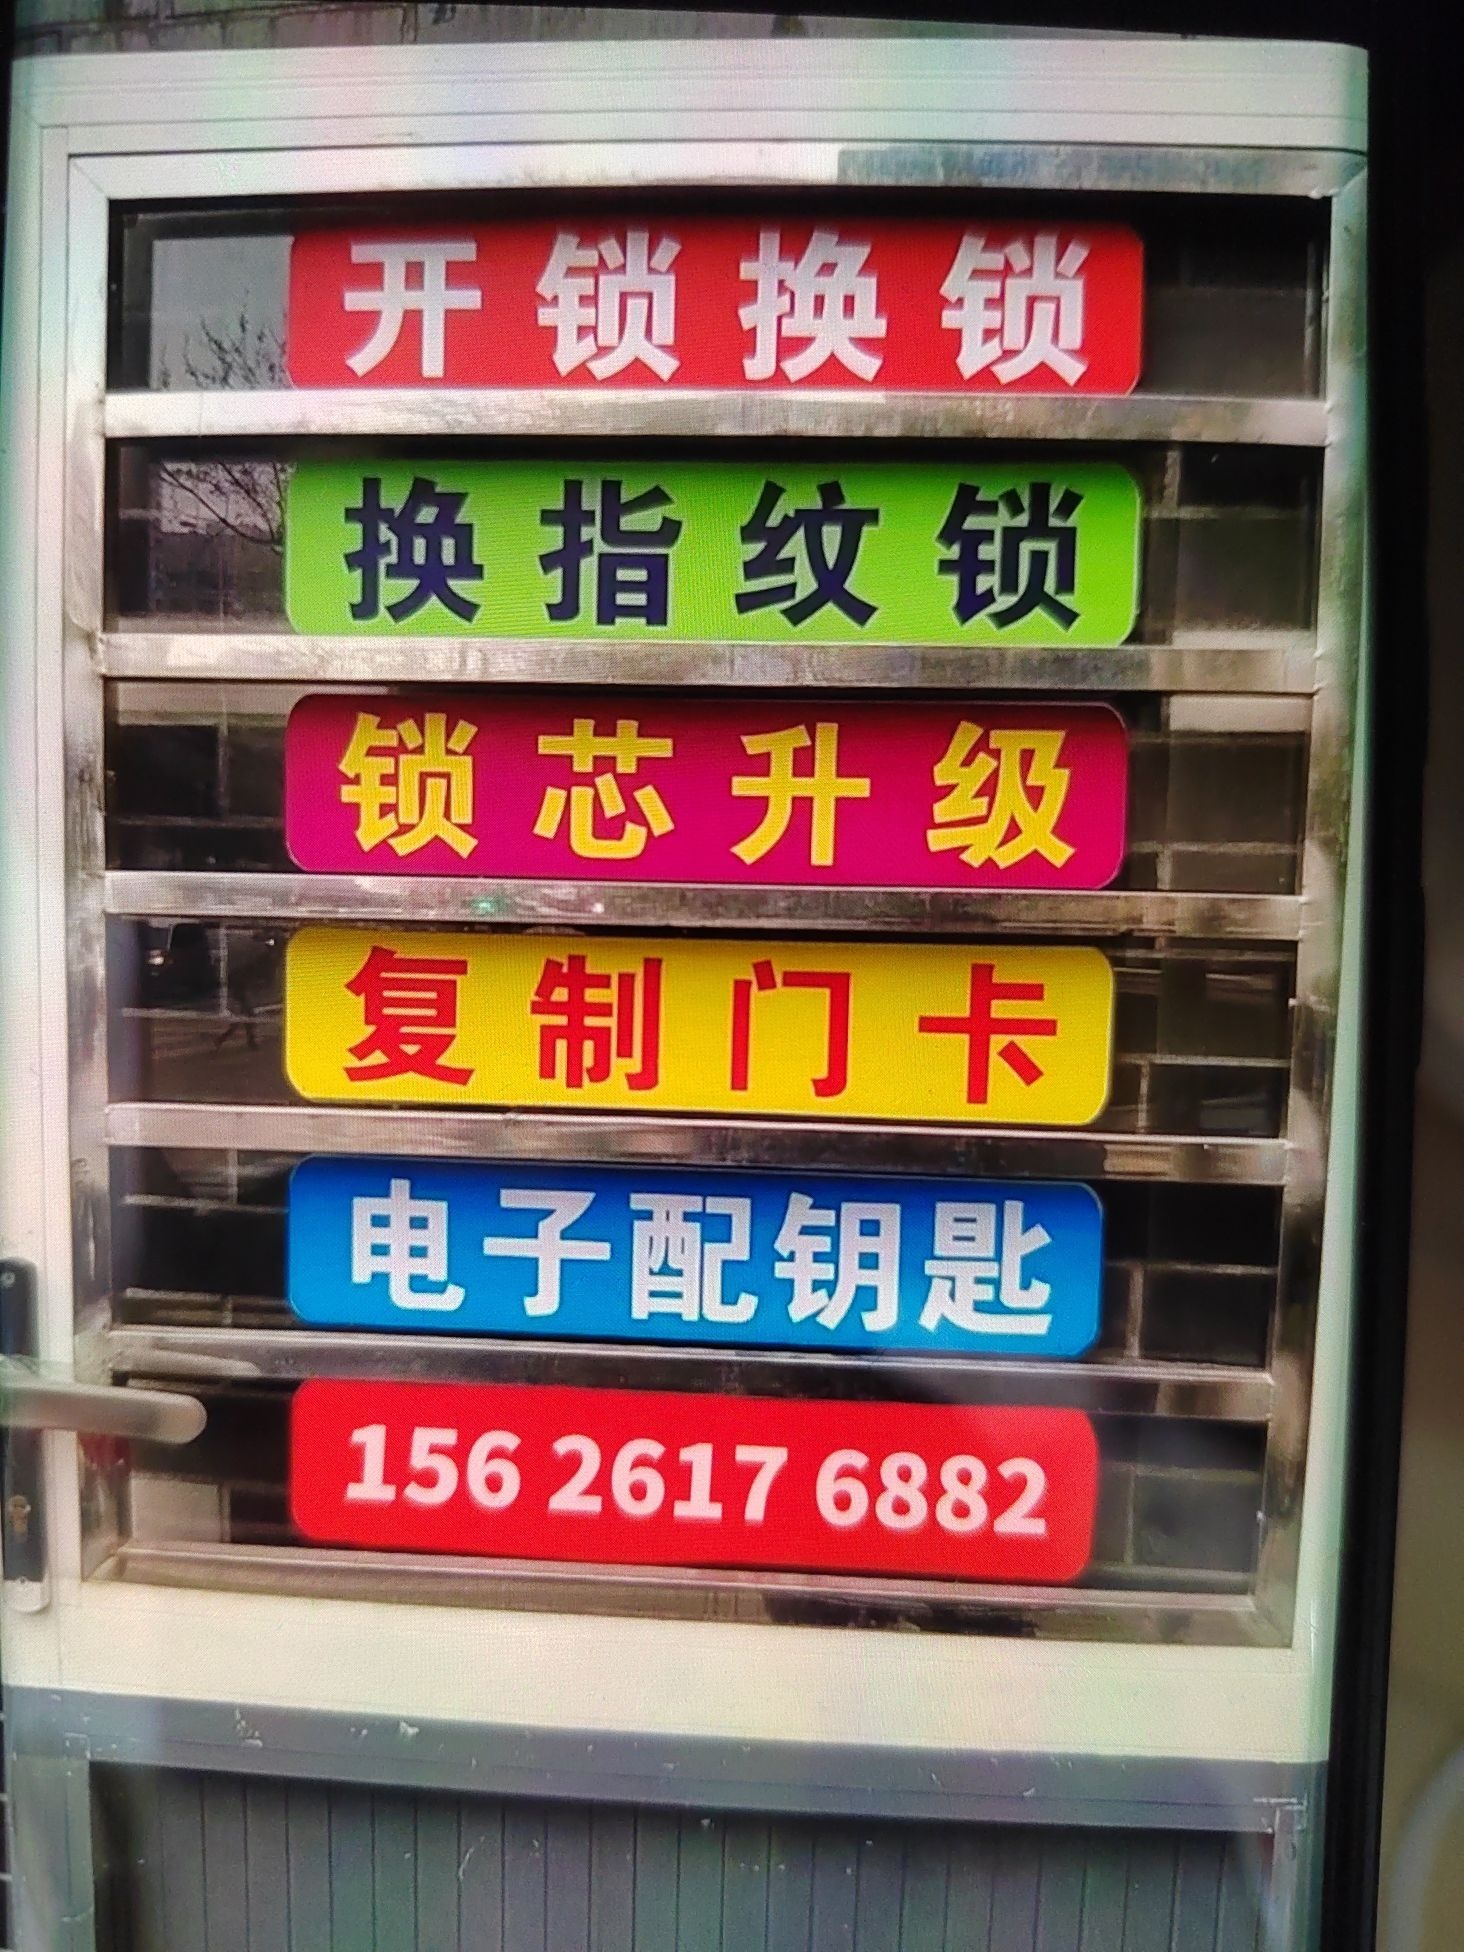 开锁换锁
换指纹锁
锁芯升级
复制门卡
电子配钥匙
156 2617 6882